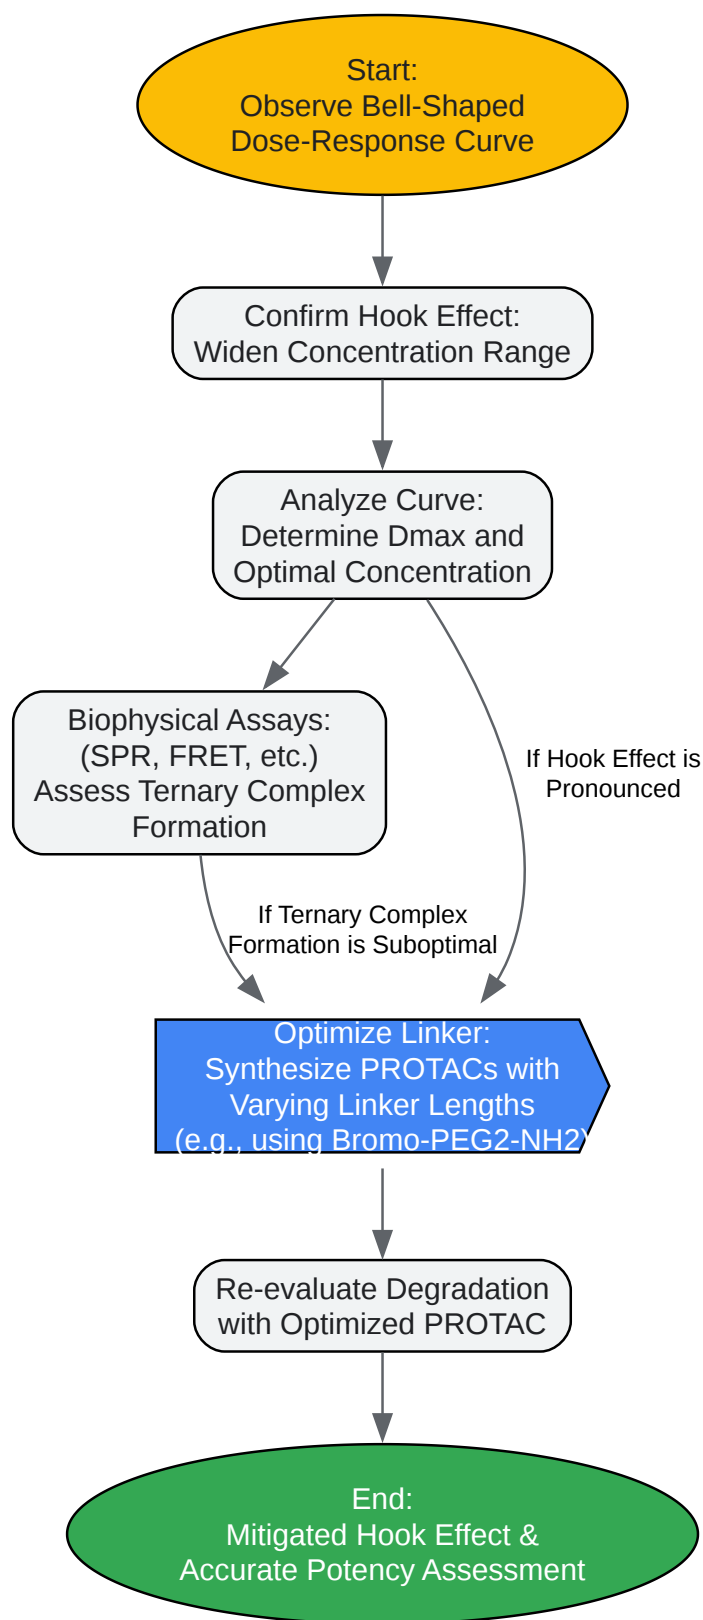 Start:
Observe Bell-Shaped
Dose-Response Curve
Confirm Hook Effect:
Widen Concentration Range
Analyze Curve:
Determine Dmax and
Optimal Concentration
Biophysical Assays:
(SPR, FRET, etc.)
Assess Ternary Complex
Formation
If Hook Effect is
Pronounced
If Ternary Complex
Formation is Suboptimal
Optimize Linker:
Synthesize PROTACs with
Varying Linker Lengths
(e.g., using Bromo-PEG2-NH2)
Re-evaluate Degradation
with Optimized PROTAC
End:
Mitigated Hook Effect &
Accurate Potency Assessment